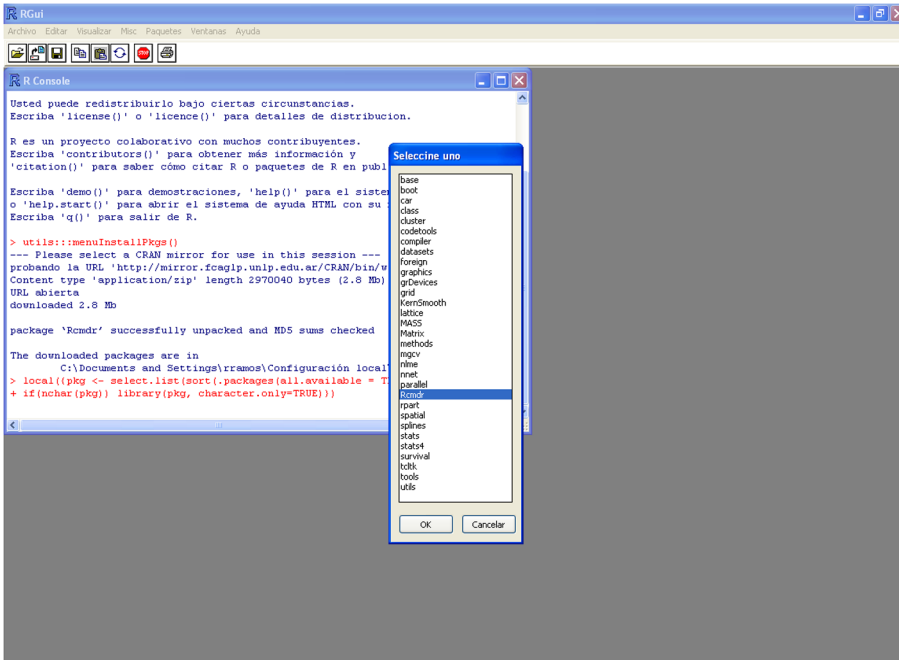 RGui
Archivo Editar Visualizar Misc Paquetes Ventanas Ayuda
STOP
R Console
Usted puede redistribuirlo bajo ciertas circunstancias.
Escriba 'license()' o 'licence()' para detalles de distribucion.
R es un proyecto colaborativo con muchos contribuyentes.
Escriba 'contributors()' para obtener más información y
'citation()' para saber cómo citar R o paquetes de R en publ
Escriba 'demo()' para demostraciones, 'help()' para el sister
o 'help.start()' para abrir el sistema de ayuda HTML con su
Escriba 'q()' para salir de R.
> utils:::menuInstallPkgs()
--- Please select a CRAN mirror for use in this session ---
probando la URL 'http://mirror.fcaglp.unlp.edu.ar/CRAN/bin/w
Content type 'application/zip' length 2970040 bytes (2.8 Mb)
URL abierta
downloaded 2.8 Mb
package ‘Rcmdr’ successfully unpacked and MD5 sums checked
The downloaded packages are in
C:\Documents and Settings\rramos\Configuración local
> local((pkg <- select.list(sort(.packages(all.available = T
+ if(nchar(pkg)) library(pkg, character.only=TRUE)))
Seleccine uno
base
boot
car
class
cluster
codetools
compiler
datasets
foreign
graphics
grDevices
grid
KernSmooth
lattice
MASS
Matrix
methods
mgcv
nlme
nnet
parallel
Rcmdr
rpart
spatial
splines
stats
stats4
survival
tcltk
tools
utils
OK Cancelar